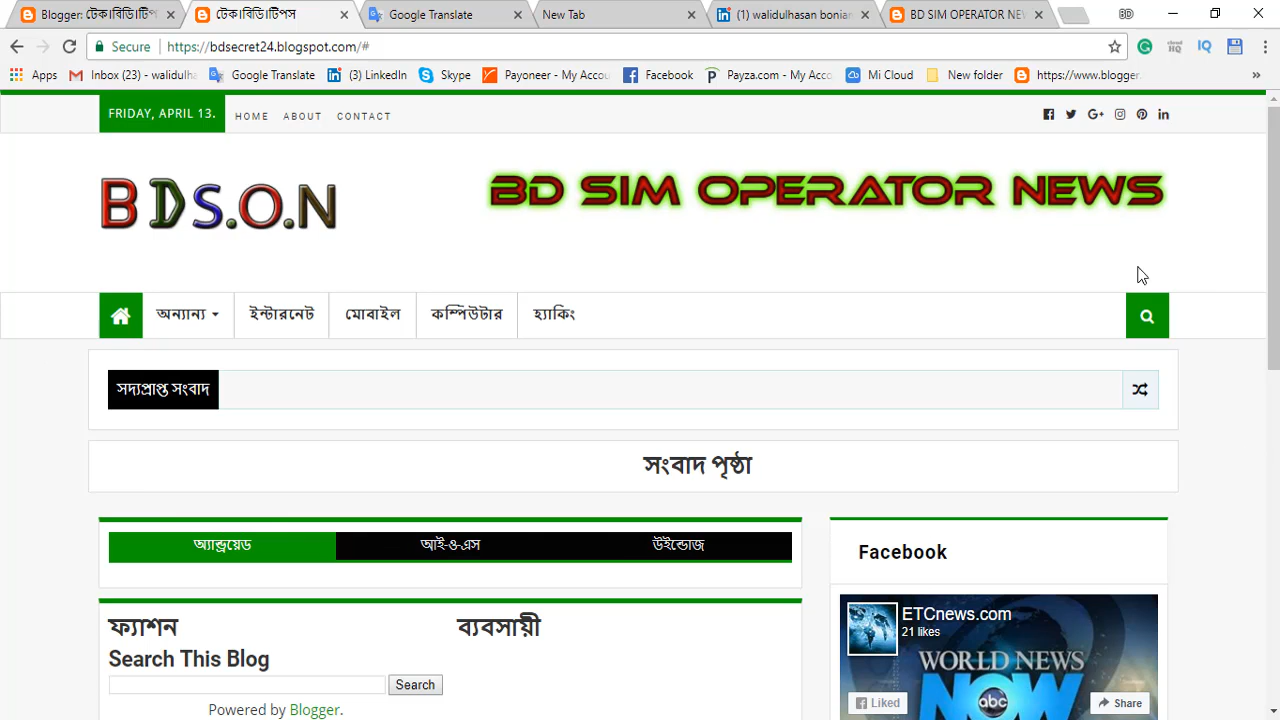 Blogger: টেক।বিডি।টিপ
টেক।বিডি।টিপস
Google Translate
New Tab
(1) walidulhasan bonian
BD SIM OPERATOR NEW
BD
Secure
https://bdsecret24.blogspot.com/#
Apps
Inbox (23) - walidulha
Google Translate
(3) LinkedIn
Skype
Payoneer - My Accou
Facebook
Payza.com - My Acco
Mi Cloud
New folder
https://www.blogger.
FRIDAY, APRIL 13.
HOME
ABOUT
CONTACT
B D S.O.N
BD SIM OPERATOR NEWS
অন্যান্য
ইন্টারনেট
মোবাইল
কম্পিউটার
হ্যাকিং
সদ্যপ্রাপ্ত সংবাদ
সংবাদ পৃষ্ঠা
অ্যান্ড্রয়েড
আই-ও-এস
উইন্ডোজ
Facebook
ফ্যাশন
ব্যবসায়ী
Search This Blog
Search
Powered by Blogger.
ETCnews.com
21 likes
WORLD NEWS
NOW
abc
Liked
Share